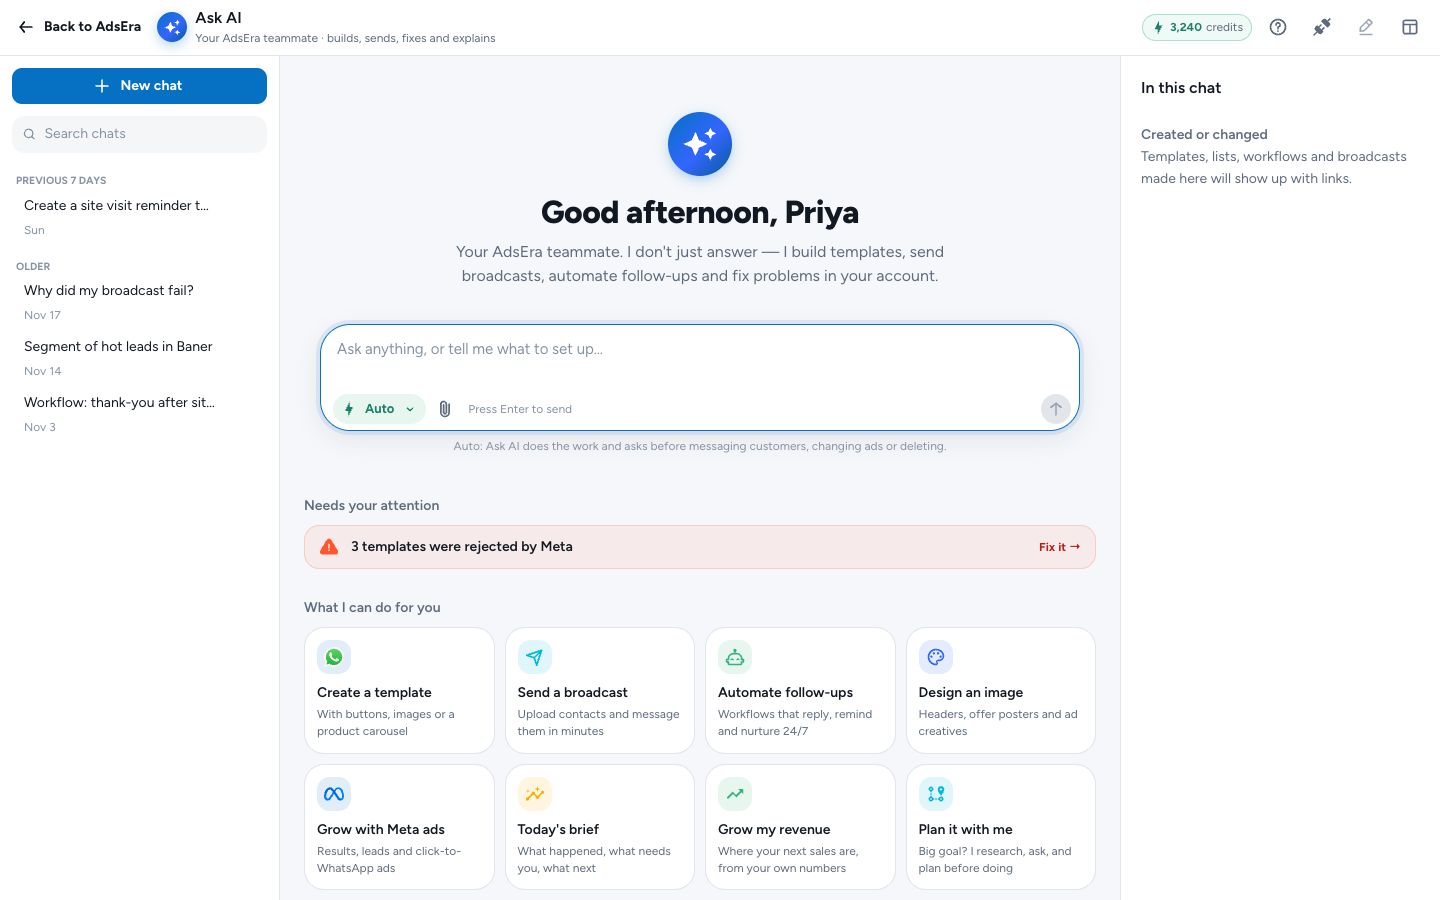 Back to AdsEra
Ask AI
Your AdsEra teammate · builds, sends, fixes and explains
3,240 credits
New chat
Search chats
PREVIOUS 7 DAYS
Create a site visit reminder t...
Sun
OLDER
Why did my broadcast fail?
Nov 17
Segment of hot leads in Baner
Nov 14
Workflow: thank-you after sit...
Nov 3
Good afternoon, Priya
Your AdsEra teammate. I don't just answer — I build templates, send
broadcasts, automate follow-ups and fix problems in your account.
Ask anything, or tell me what to set up...
Auto
Press Enter to send
Auto: Ask AI does the work and asks before messaging customers, changing ads or deleting.
Needs your attention
3 templates were rejected by Meta
Fix it →
What I can do for you
Create a template
With buttons, images or a
product carousel
Send a broadcast
Upload contacts and message
them in minutes
Automate follow-ups
Workflows that reply, remind
and nurture 24/7
Design an image
Headers, offer posters and ad
creatives
Grow with Meta ads
Results, leads and click-to-
WhatsApp ads
Today's brief
What happened, what needs
you, what next
Grow my revenue
Where your next sales are,
from your own numbers
Plan it with me
Big goal? I research, ask, and
plan before doing
In this chat
Created or changed
Templates, lists, workflows and broadcasts
made here will show up with links.